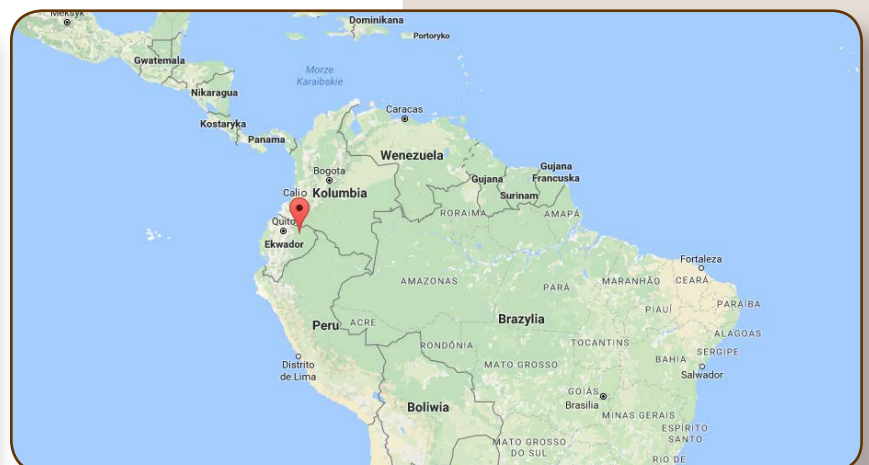 Meksyk
Dominikana
Portoryko
Gwatemala
Morze
Karaibskie
Nikaragua
Caracas
Kostaryka
Panama
Wenezuela
Bogota
Gujana
Francuska
Gujana
Surinam
Cali
Kolumbia
RORAIMA
AMAPÁ
Quito
Ekwador
Fortaleza
AMAZONAS
PARÁ
MARANHÃO
CEARÁ
PARAÍBA
PIAUÍ
Peru
ACRE
Brazylia
ALAGOAS
RONDÔNIA
TOCANTINS
SERGIPE
BAHIA
Distrito
de Lima
MATO GROSSO
Salwador
GOIÁS
Brasilia
Boliwia
MINAS GERAIS
ESPÍRITO
SANTO
MATO GROSSO
DO SUL
RIO DE